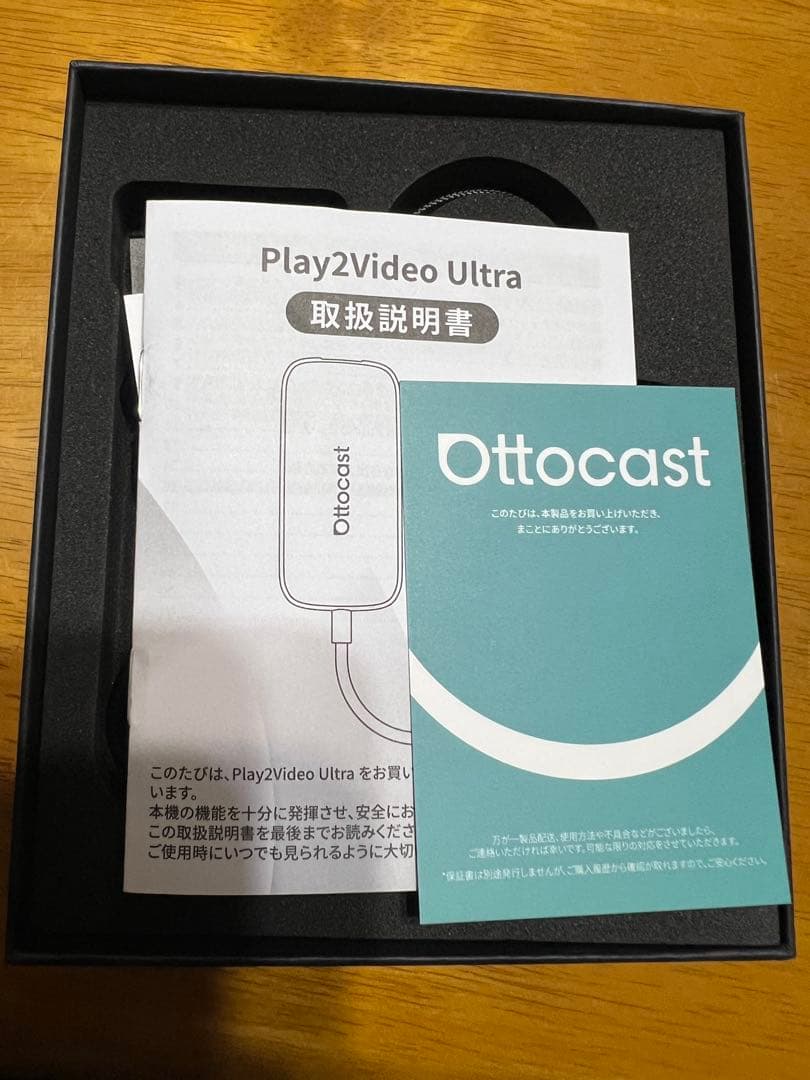 Play2Video Ultra
取扱説明書
Ottocast
このたびは、Play2Video Ultra をお買い
います。
本機の機能を十分に発揮させ、安全にお
この取扱説明書を最後までお読みくださ
ご使用時にいつでも見られるように大切
Ottocast
このたびは、本製品をお買い上げいただき、
まことにありがとうございます。
万が一製品配送、使用方法や不具合などがございましたら、
ご連絡いただければ幸いです。可能な限りの対応をさせていただきます。
*保証書は別途発行しませんが、ご購入履歴から確認が取れますので、ご安心ください。